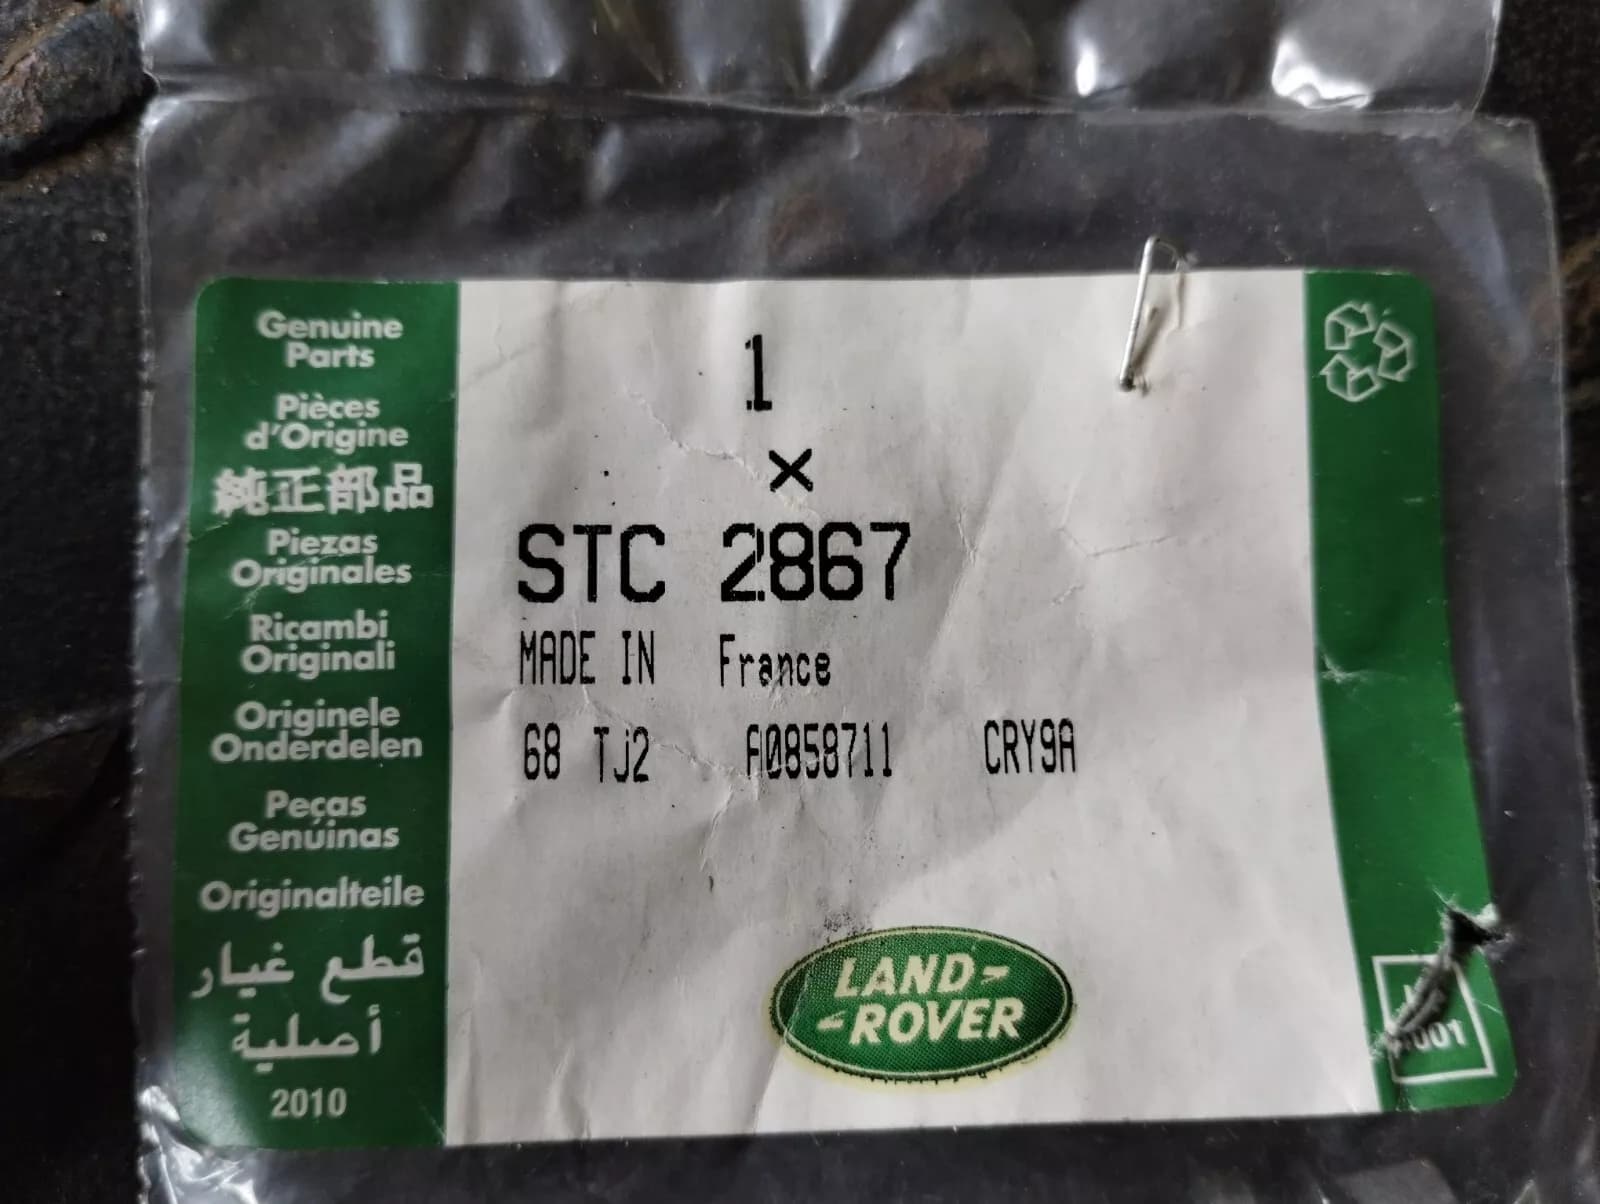 Genuine
Parts
Pièces
d'Origine
純正部品
Piezas
Originales
Ricambi
Originali
Originele
Onderdelen
Peças
Genúinas
Originalteile
قطع غيار
أصلية
2010
1
×
STC 2867
MADE IN France
68 TJ2 A0858711 CRY9A
LAND-
-ROVER